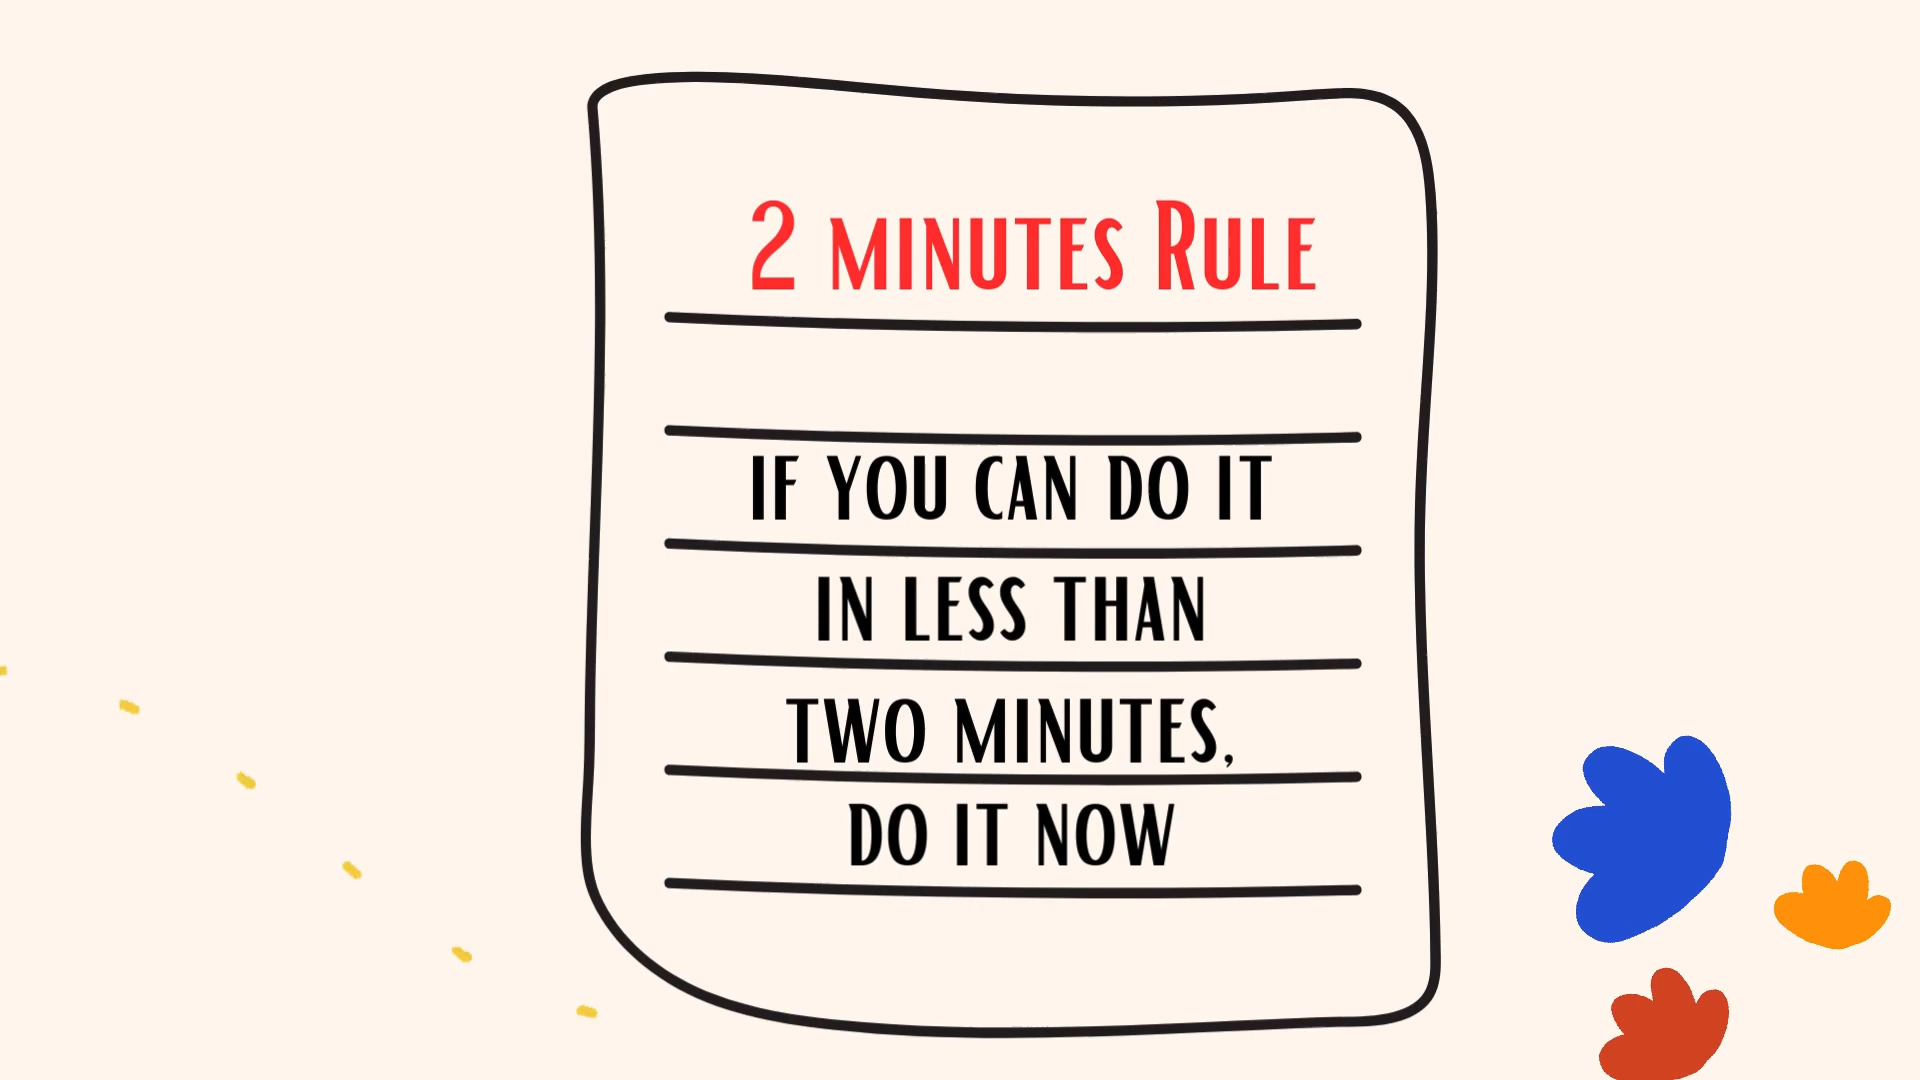 2 minutes Rule
IF YOU CAN DO IT
IN LESS THAN
TWO MINUTES,
DO IT NOW